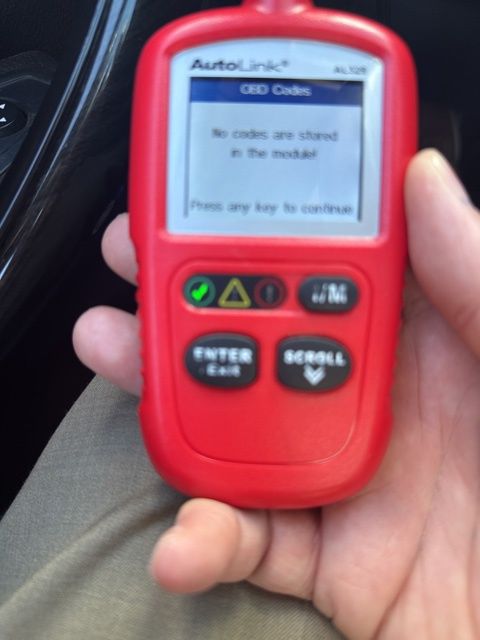 AutoLink®
AL329
OBD Codes
No codes are stored
in the module!
Press any key to continue
I/M
ENTER
Exit
SCROLL